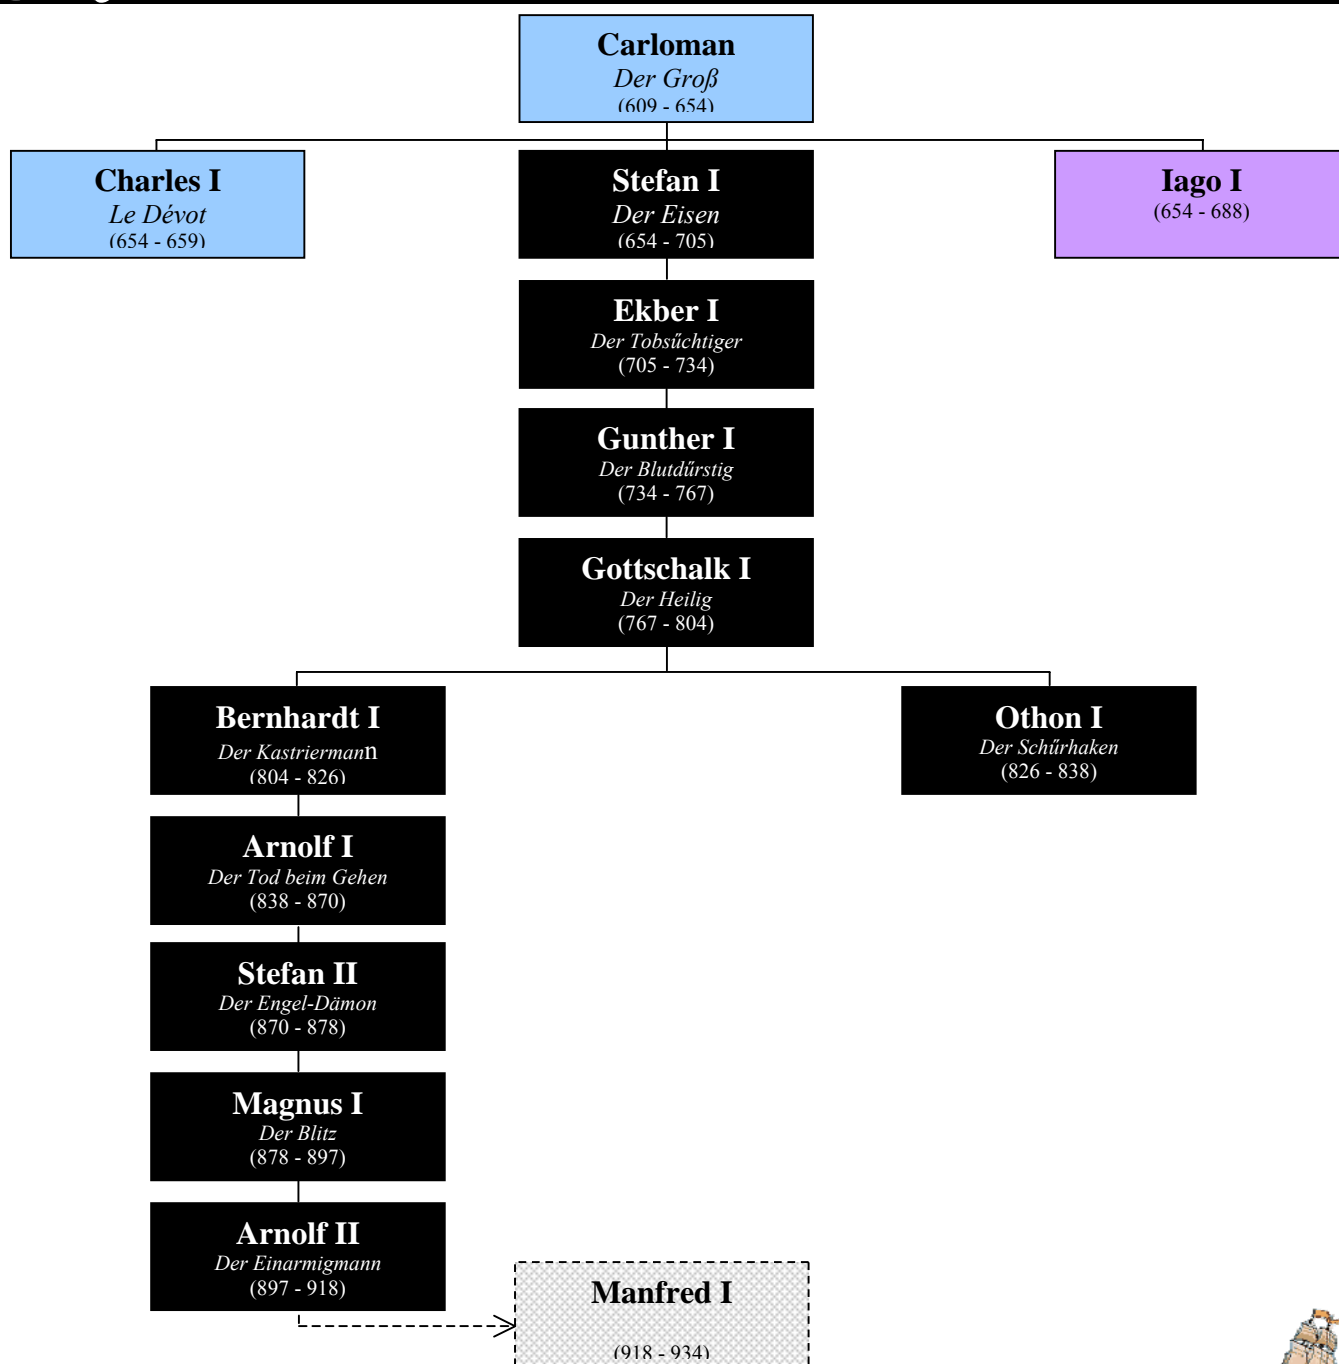 Carloman
Der Groß
(609 - 654)
Charles I
Le Dévot
(654 - 659)
Stefan I
Der Eisen
(654 - 705)
Iago I
(654 - 688)
Ekber I
Der Tobsűchtiger
(705 - 734)
Gunther I
Der Blutdűrstig
(734 - 767)
Gottschalk I
Der Heilig
(767 - 804)
Bernhardt I
Der Kastriermann
(804 - 826)
Othon I
Der Schűrhaken
(826 - 838)
Arnolf I
Der Tod beim Gehen
(838 - 870)
Stefan II
Der Engel-Dämon
(870 - 878)
Magnus I
Der Blitz
(878 - 897)
Arnolf II
Der Einarmigmann
(897 - 918)
Manfred I
(918 - 934)